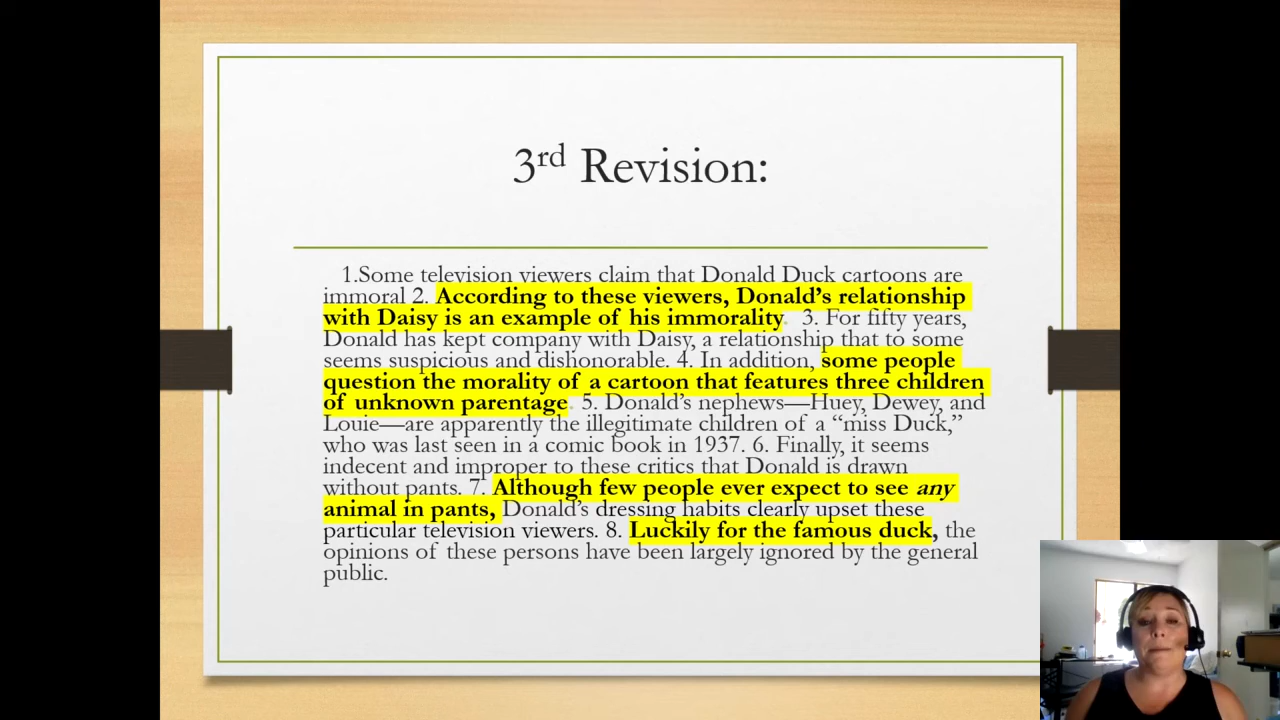 3rd Revision:
1.Some television viewers claim that Donald Duck cartoons are
immoral 2. According to these viewers, Donald’s relationship
with Daisy is an example of his immorality. 3. For fifty years,
Donald has kept company with Daisy, a relationship that to some
seems suspicious and dishonorable. 4. In addition, some people
question the morality of a cartoon that features three children
of unknown parentage. 5. Donald’s nephews—Huey, Dewey, and
Louie—are apparently the illegitimate children of a “miss Duck,”
who was last seen in a comic book in 1937. 6. Finally, it seems
indecent and improper to these critics that Donald is drawn
without pants. 7. Although few people ever expect to see any
animal in pants, Donald’s dressing habits clearly upset these
particular television viewers. 8. Luckily for the famous duck, the
opinions of these persons have been largely ignored by the general
public.